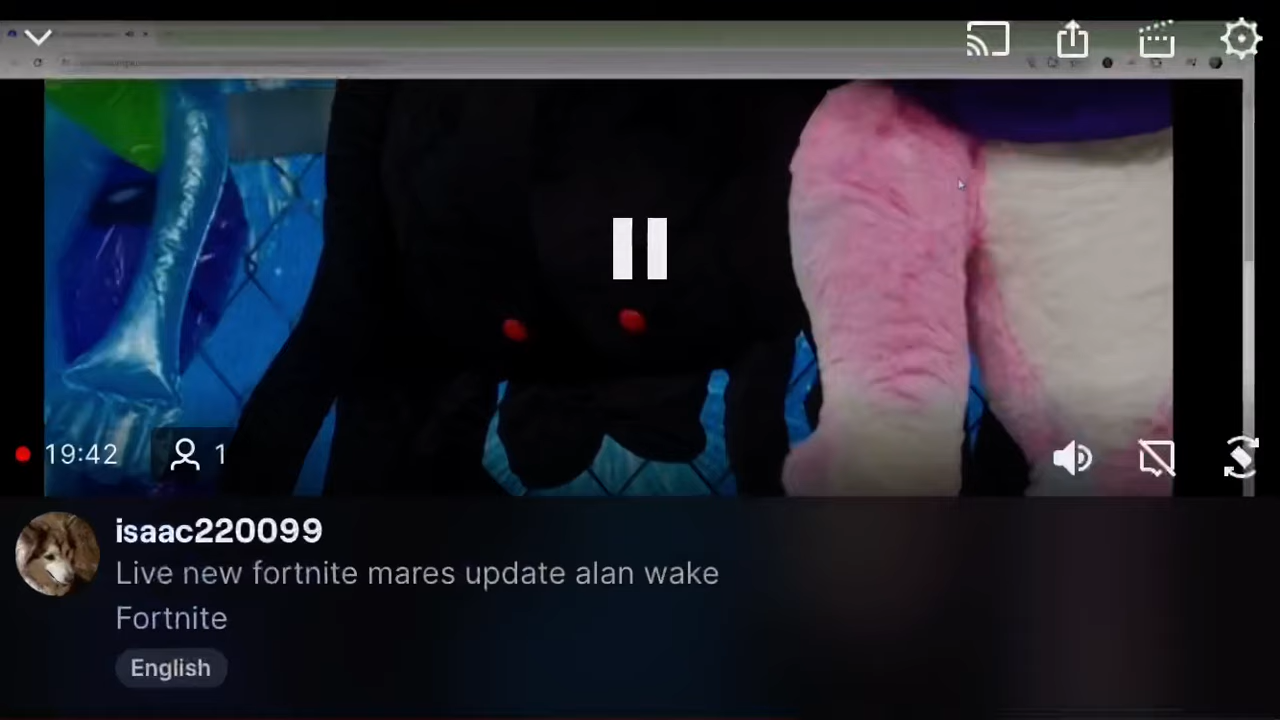 19:42
1
isaac220099
Live new fortnite mares update alan wake
Fortnite
English